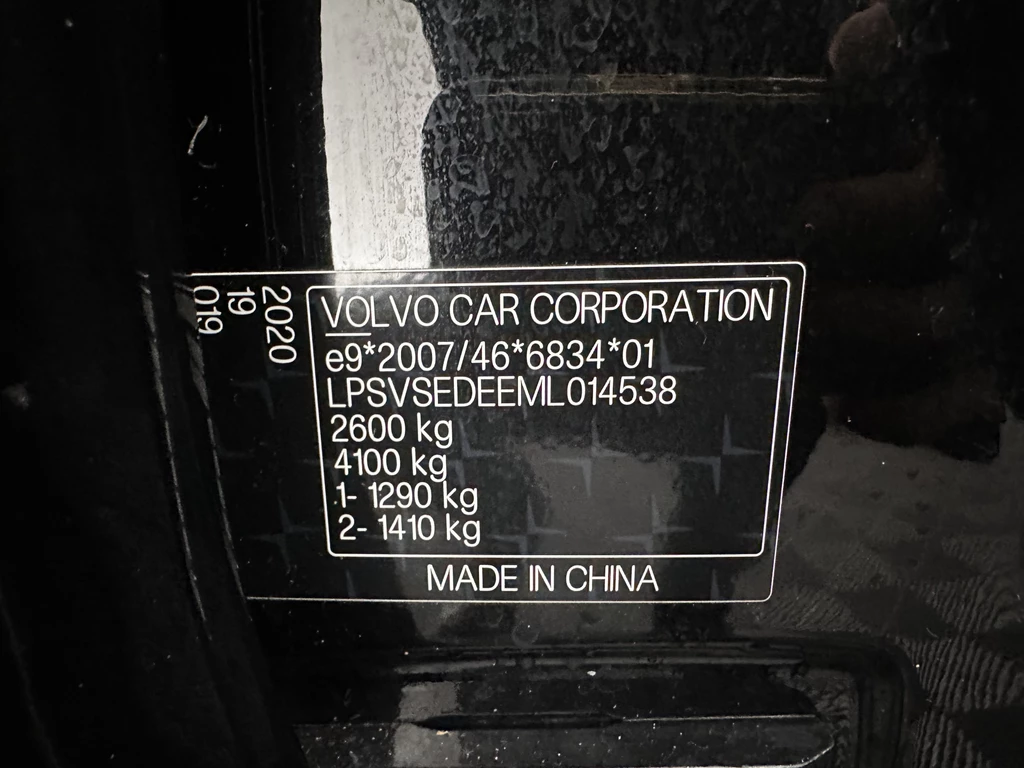 VOLVO CAR CORPORATION
e9*2007/46*6834*01
LPSVSEDEEML014538
2600 kg
4100 kg
1- 1290 kg
2- 1410 kg
MADE IN CHINA
2020
19
019